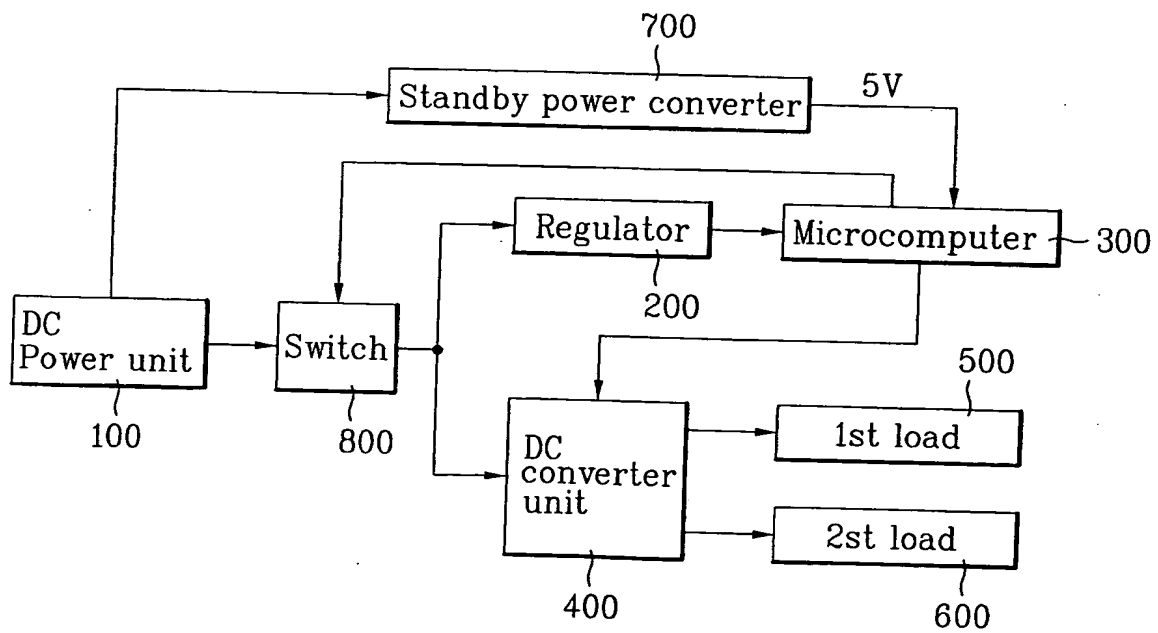 700
Standby power converter
5V
Regulator
200
Microcomputer
300
DC
Power unit
100
Switch
800
DC
converter
unit
400
500
1st load
2st load
600